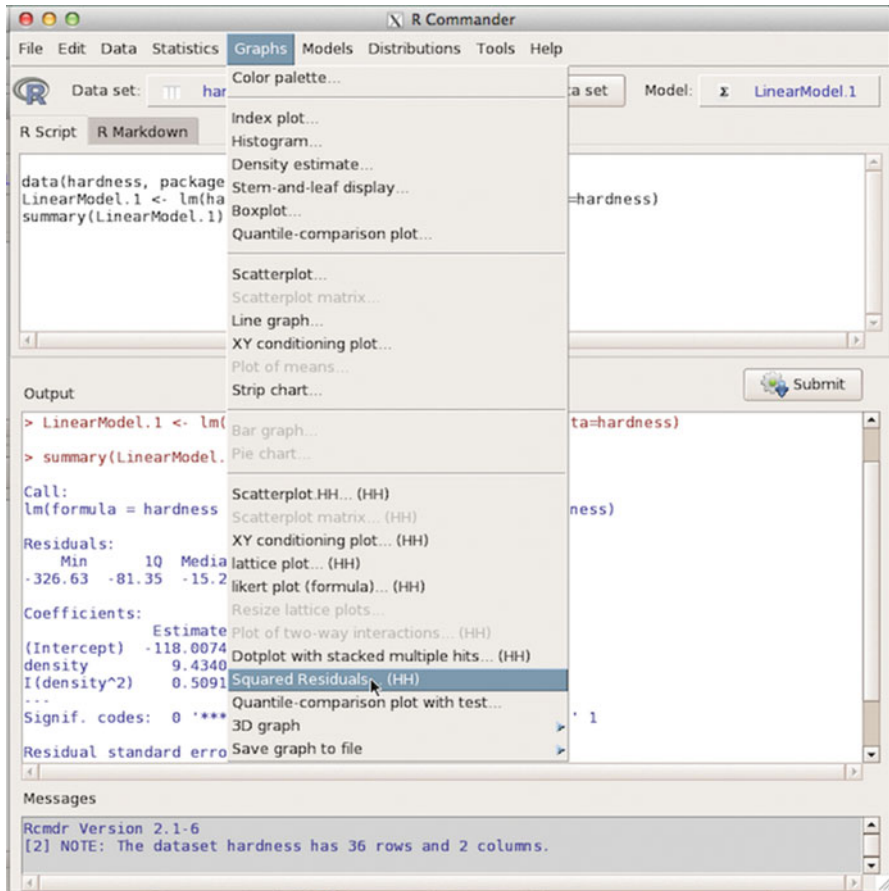 R Commander
File Edit Data Statistics Graphs Models Distributions Tools Help
R Data set: har a set Model: Σ LinearModel.1
R Script R Markdown
data(hardness, package
LinearModel.1 <- lm(ha =hardness)
summary(LinearModel.1)
Color palette...
Index plot...
Histogram...
Density estimate...
Stem-and-leaf display...
Boxplot...
Quantile-comparison plot...
Scatterplot...
Scatterplot matrix...
Line graph...
XY conditioning plot...
Plot of means...
Strip chart...
Bar graph...
Pie chart...
Scatterplot.HH... (HH)
Scatterplot matrix... (HH)
XY conditioning plot... (HH)
lattice plot... (HH)
likert plot (formula)... (HH)
Resize lattice plots...
Plot of two-way interactions... (HH)
Dotplot with stacked multiple hits... (HH)
Squared Residuals... (HH)
Quantile-comparison plot with test...
3D graph
Save graph to file
Output
Submit
> LinearModel.1 <- lm( ta=hardness)
> summary(LinearModel.
Call:
lm(formula = hardness ness)
Residuals:
Min 1Q Media
-326.63 -81.35 -15.2
Coefficients:
Estimate
(Intercept) -118.0074
density 9.4340
I(density^2) 0.5091
---
Signif. codes: 0 '*** ' 1
Residual standard erro
Messages
Rcmdr Version 2.1-6
[2] NOTE: The dataset hardness has 36 rows and 2 columns.